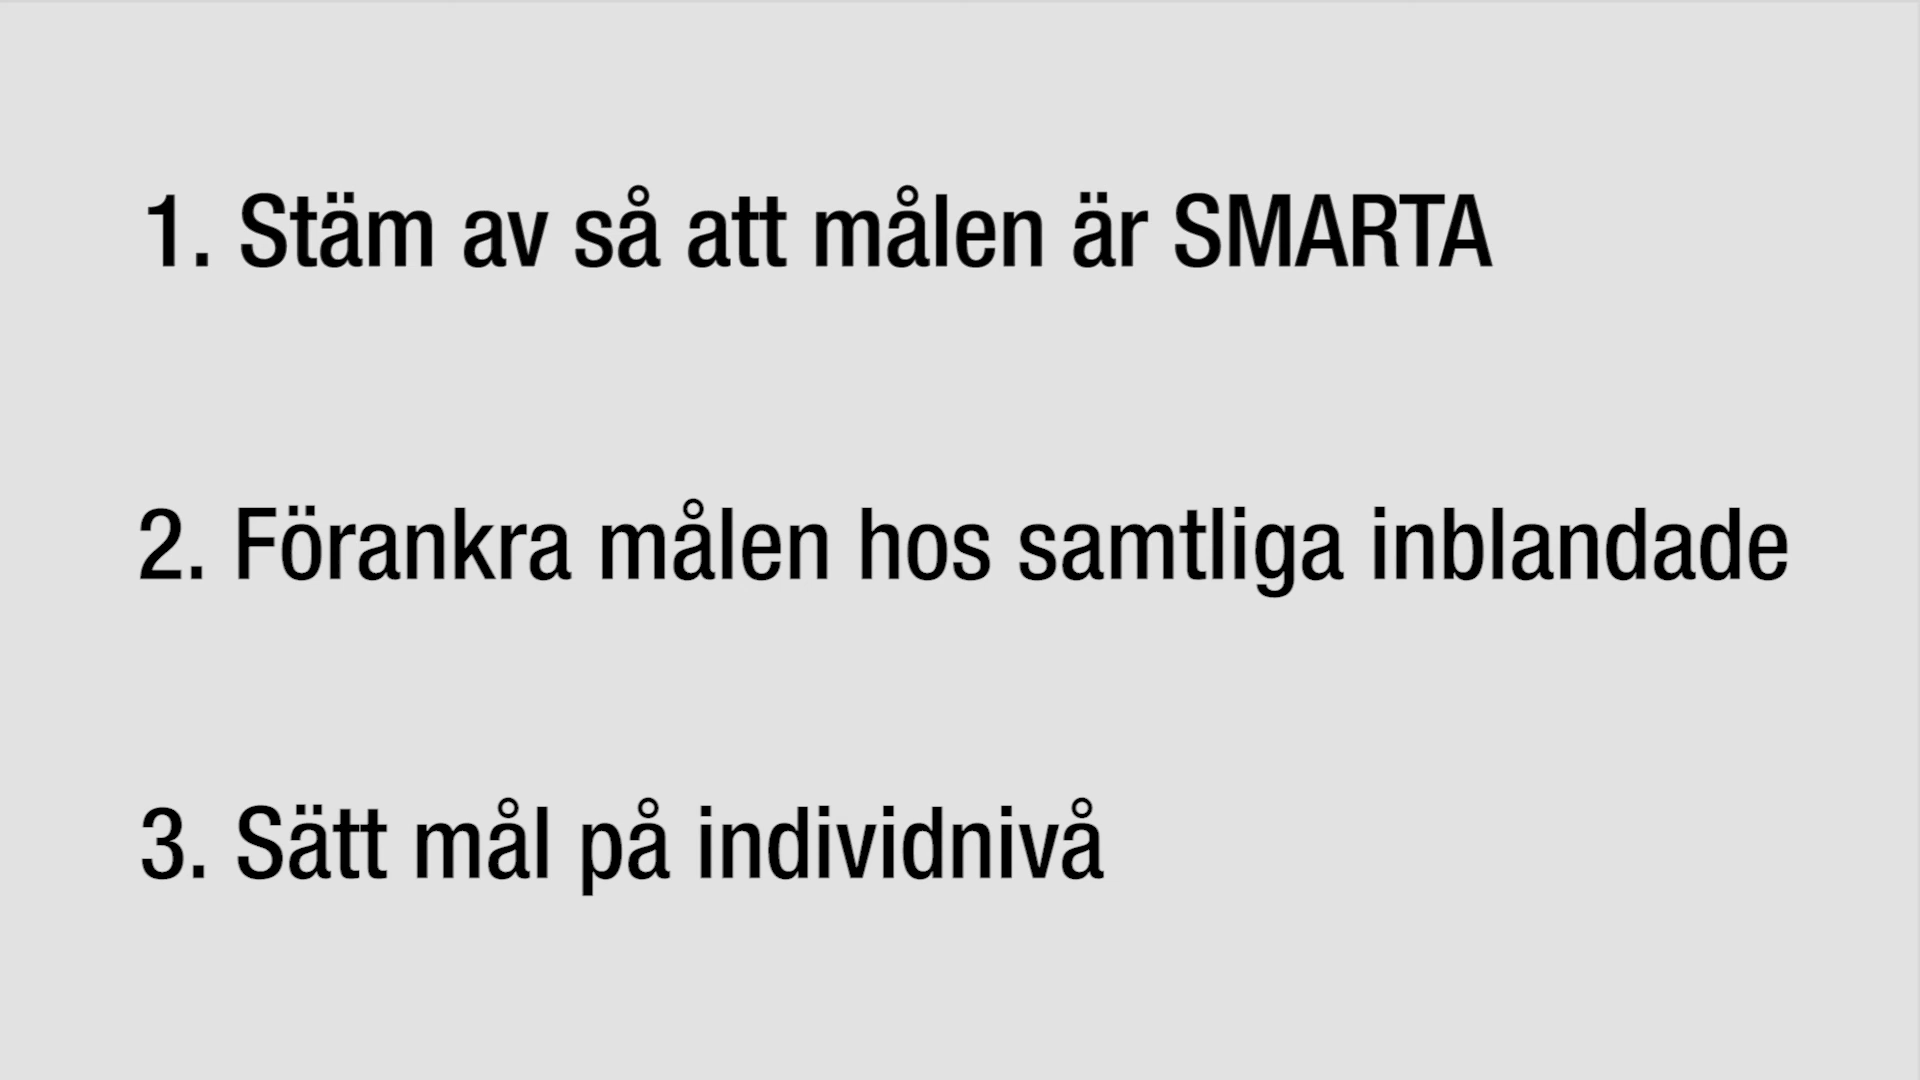 1. Stäm av så att målen är SMARTA
2. Förankra målen hos samtliga inblandade
3. Sätt mål på individnivå